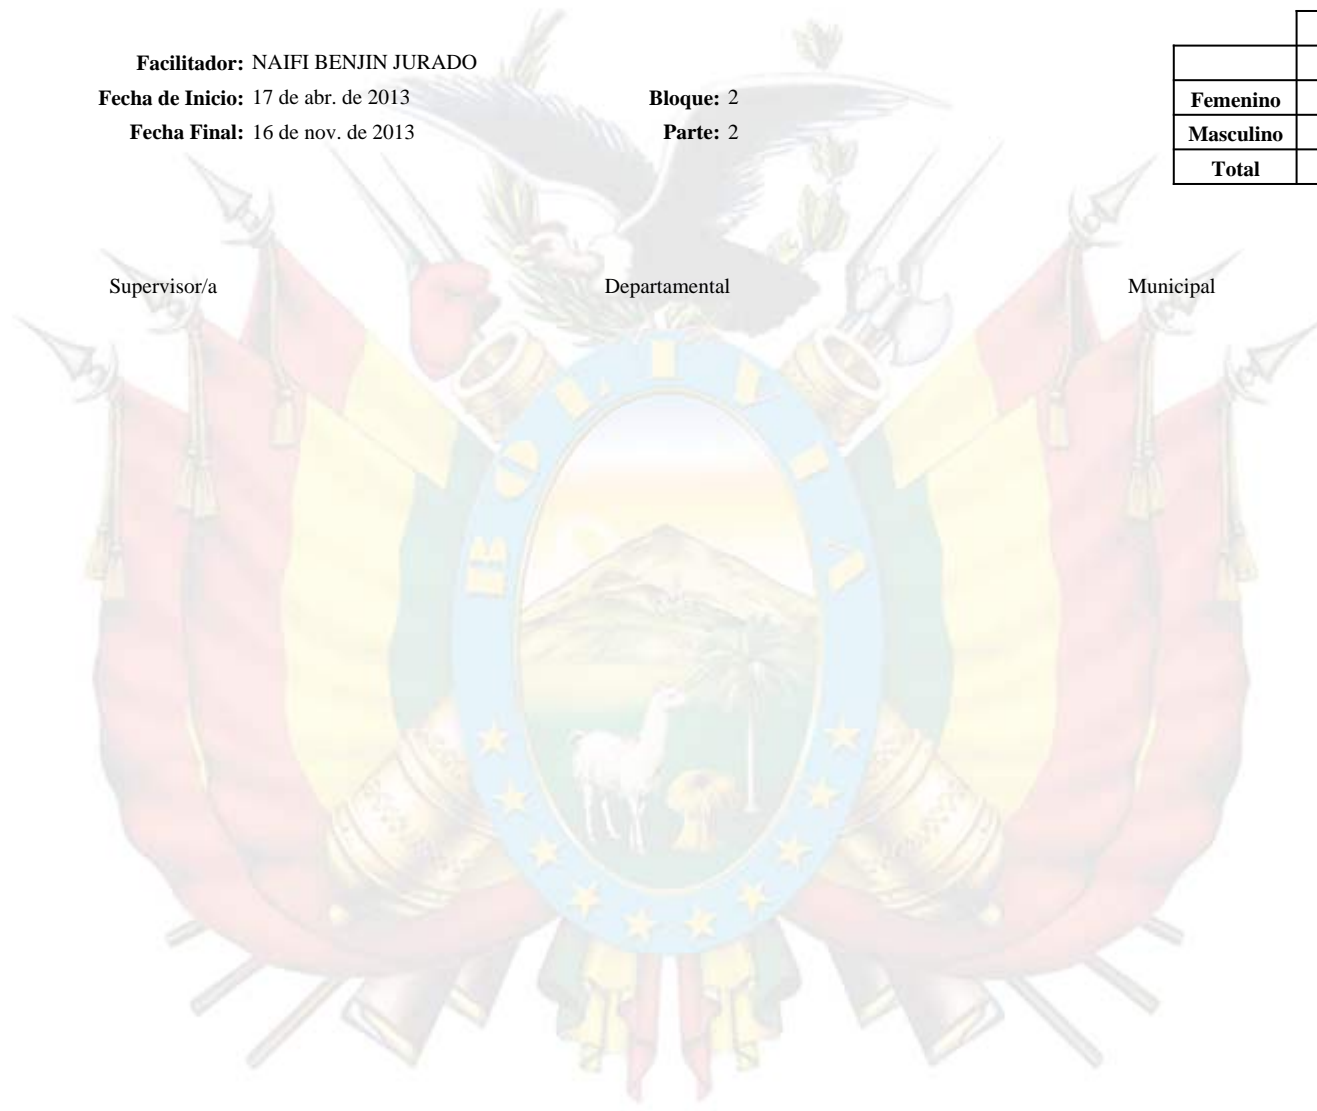 Facilitador: NAIFI BENJIN JURADO
Fecha de Inicio: 17 de abr. de 2013 Bloque: 2
Femenino
Fecha Final: 16 de nov. de 2013 Parte: 2
Masculino
Total
Supervisor/a Departamental Municipal
BOLIVIA